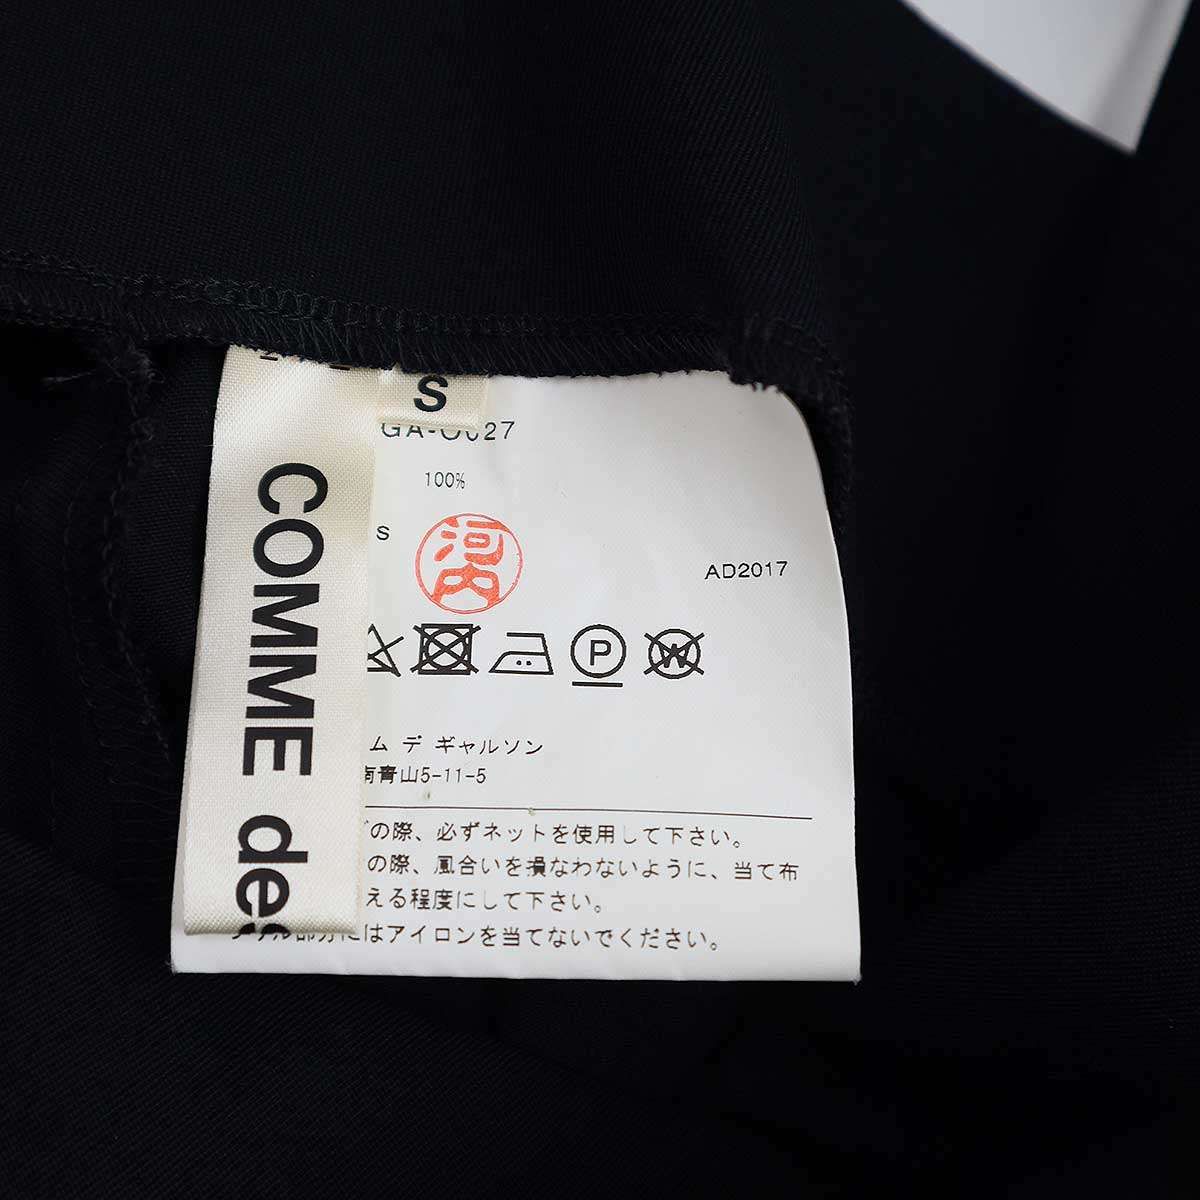 S
GA-O027
100%
S
河内
AD2017
P
W
ム デ ギャルソン
南青山5-11-5
の際、必ずネットを使用して下さい。
の際、風合いを損なわないように、当て布
える程度にして下さい。
部分にはアイロンを当てないでください。
COMME des